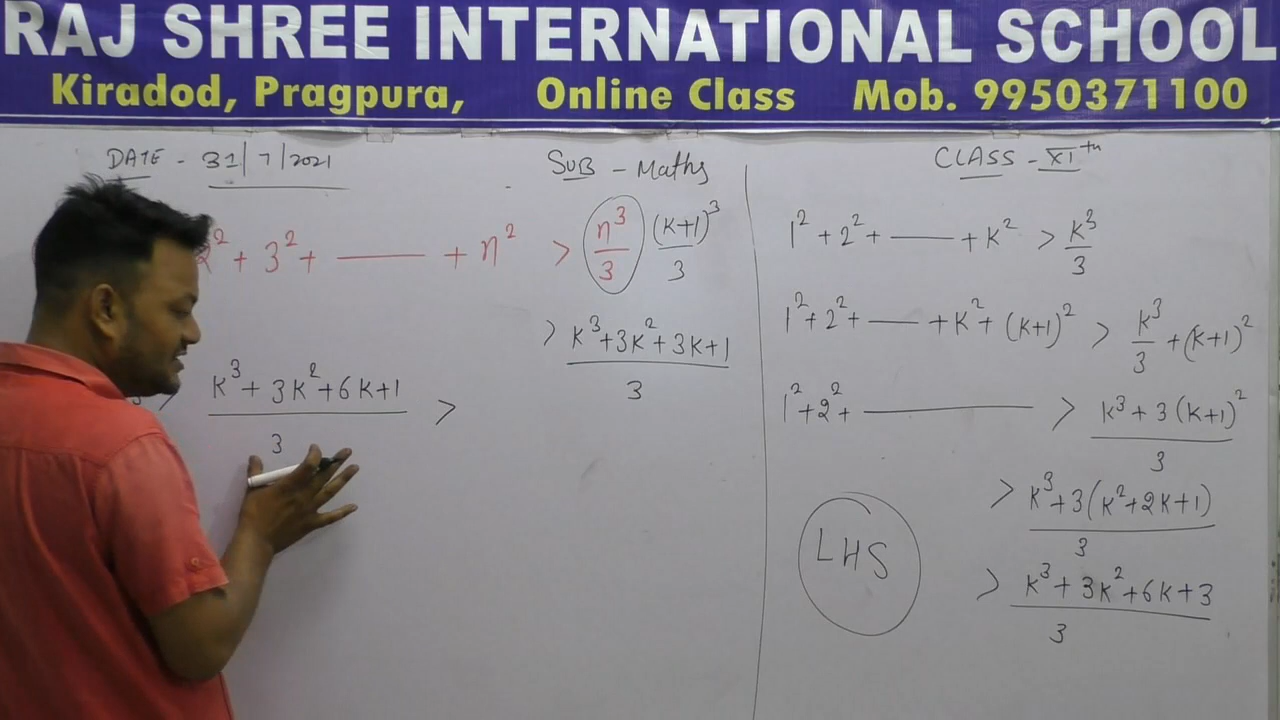 RAJ SHREE INTERNATIONAL SCHOOL
Kiradod, Pragpura, Online Class Mob. 9950371100
DATE - 31/7/2021 SUB - Maths CLASS - XIth
2² + 3² + —— + n² > n³/3 (k+1)³/3
> k³+3k²+3k+1/3
> k³+3k²+6k+1/3 >
1² + 2² + —— + k² > k³/3
1² + 2² + —— + k² + (k+1)² > k³/3 + (k+1)²
1² + 2² + —— > k³ + 3(k+1)²/3
> k³+3(k²+2k+1)/3
LHS
> k³ + 3k² + 6k + 3/3